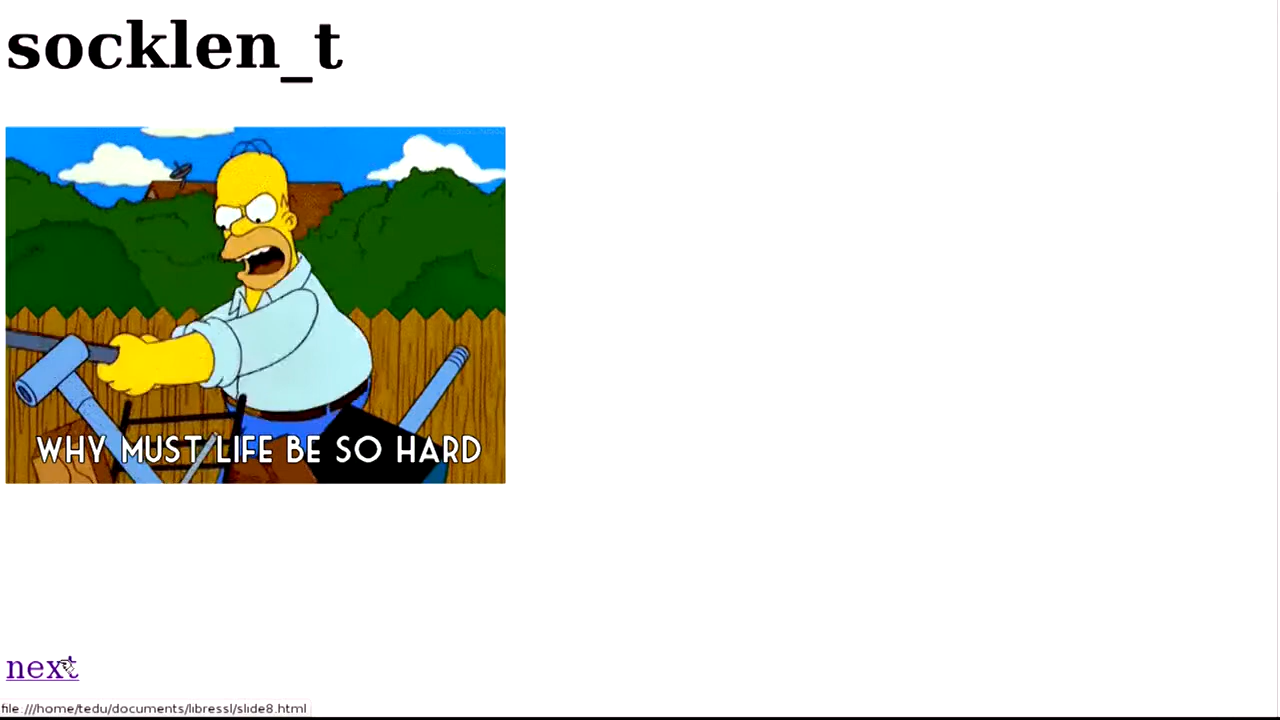 socklen_t
WHY MUST LIFE BE SO HARD
next
file:///home/tedu/documents/libressl/slide8.html